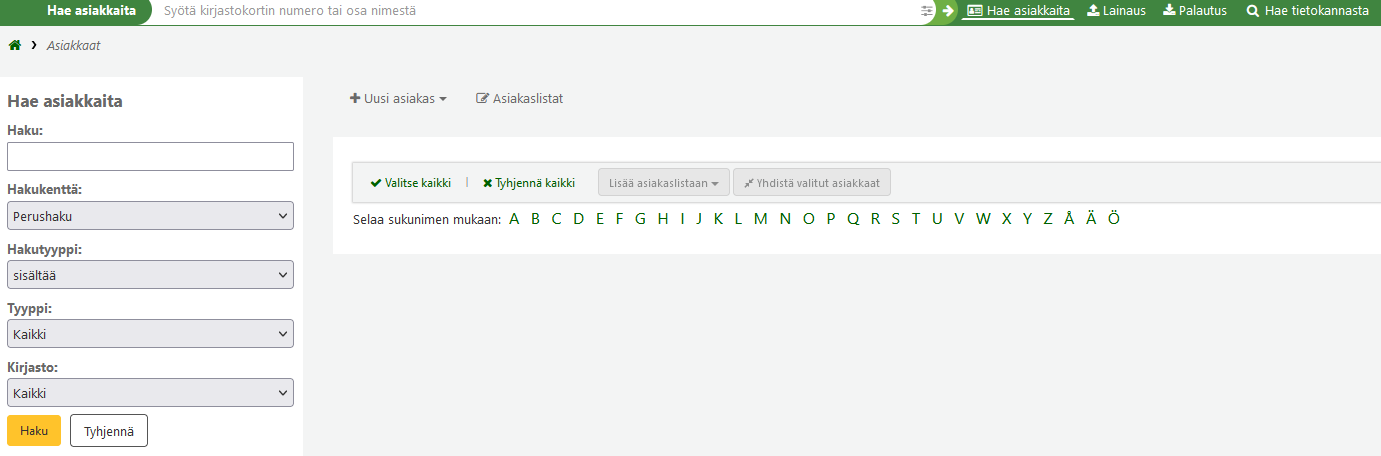 Hae asiakkaita Syötä kirjastokortin numero tai osa nimestä Hae asiakkaita Lainaus Palautus Hae tietokannasta
Asiakkaat
Hae asiakkaita
Haku:
Hakukenttä:
Perushaku
Hakutyyppi:
sisältää
Tyyppi:
Kaikki
Kirjasto:
Kaikki
Haku Tyhjennä
Uusi asiakas Asiakaslistat
Valitse kaikki | Tyhjennä kaikki Lisää asiakaslistaan Yhdistä valitut asiakkaat
Selaa sukunimen mukaan: A B C D E F G H I J K L M N O P Q R S T U V W X Y Z Å Ä Ö